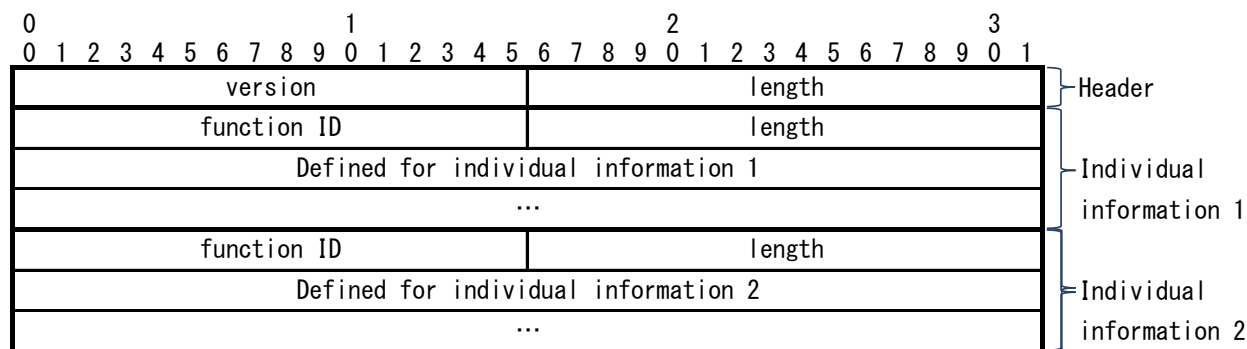 0 1 2 3
0 1 2 3 4 5 6 7 8 9 0 1 2 3 4 5 6 7 8 9 0 1 2 3 4 5 6 7 8 9 0 1
version length Header
function ID length
Defined for individual information 1 Individual
… information 1
function ID length
Defined for individual information 2 Individual
… information 2